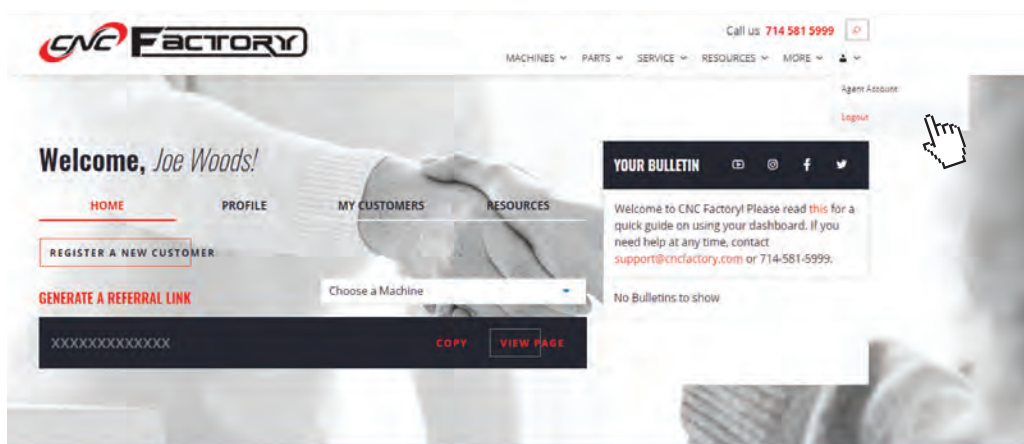 CNC FACTORY
Call us 714 581 5999
MACHINES PARTS SERVICE RESOURCES MORE
Agent Account
Logout
Welcome, Joe Woods!
HOME PROFILE MY CUSTOMERS RESOURCES
REGISTER A NEW CUSTOMER
GENERATE A REFERRAL LINK
Choose a Machine
XXXXXXXXXXXXX
COPY VIEW PAGE
YOUR BULLETIN
Welcome to CNC Factory! Please read this for a
quick guide on using your dashboard. If you
need help at any time, contact
support@cncfactory.com or 714-581-5999.
No Bulletins to show